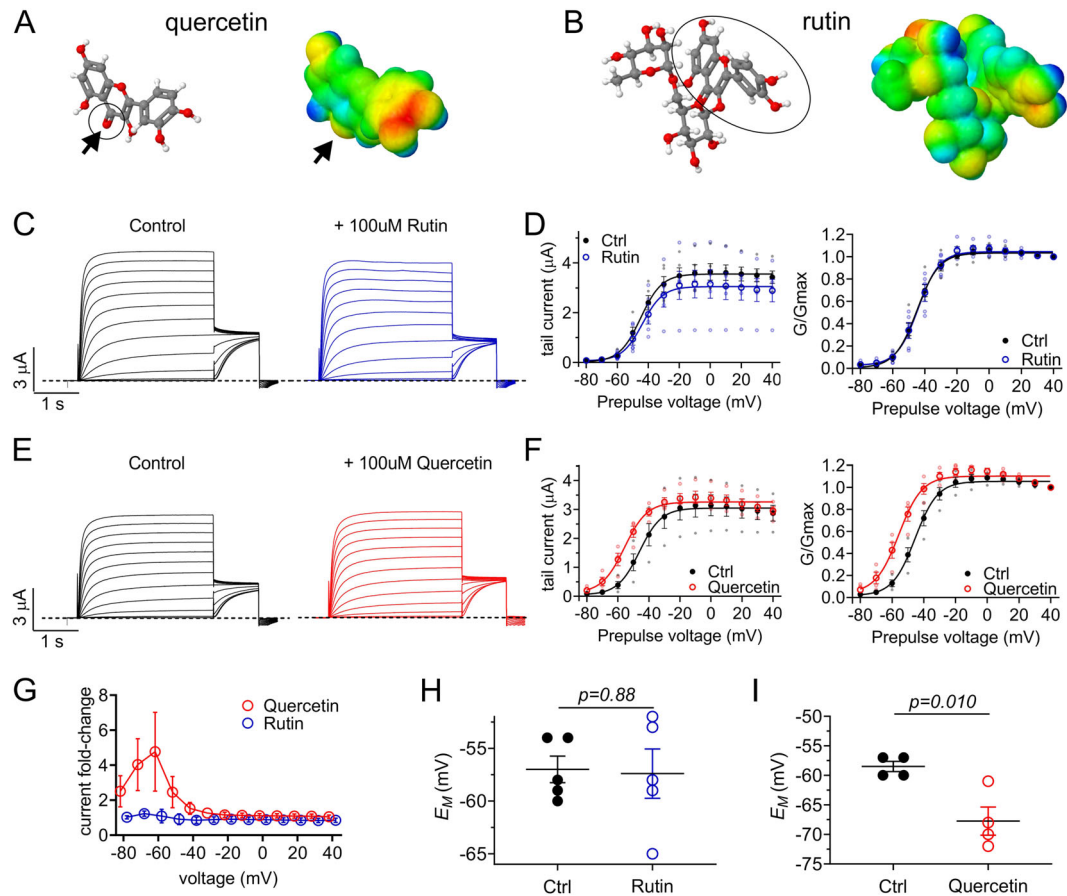 A quercetin
B rutin
C Control + 100uM Rutin
3 µA
1 s
D
tail current (µA)
4
2
0
Ctrl
Rutin
-80 -60 -40 -20 0 20 40
Prepulse voltage (mV)
G/Gmax
1.2
1.0
0.8
0.6
0.4
0.2
0.0
Ctrl
Rutin
-80 -60 -40 -20 0 20 40
Prepulse voltage (mV)
E Control + 100uM Quercetin
3 µA
1 s
F
tail current (µA)
5
4
3
2
1
0
Ctrl
Quercetin
-80 -60 -40 -20 0 20 40
Prepulse voltage (mV)
G/Gmax
1.2
1.0
0.8
0.6
0.4
0.2
0.0
Ctrl
Quercetin
-80 -60 -40 -20 0 20 40
Prepulse voltage (mV)
G
current fold-change
8
6
4
2
0
Quercetin
Rutin
-80 -60 -40 -20 0 20 40
voltage (mV)
H
p=0.88
EM (mV)
-55
-60
-65
Ctrl Rutin
I
p=0.010
EM (mV)
-50
-55
-60
-65
-70
-75
Ctrl Quercetin